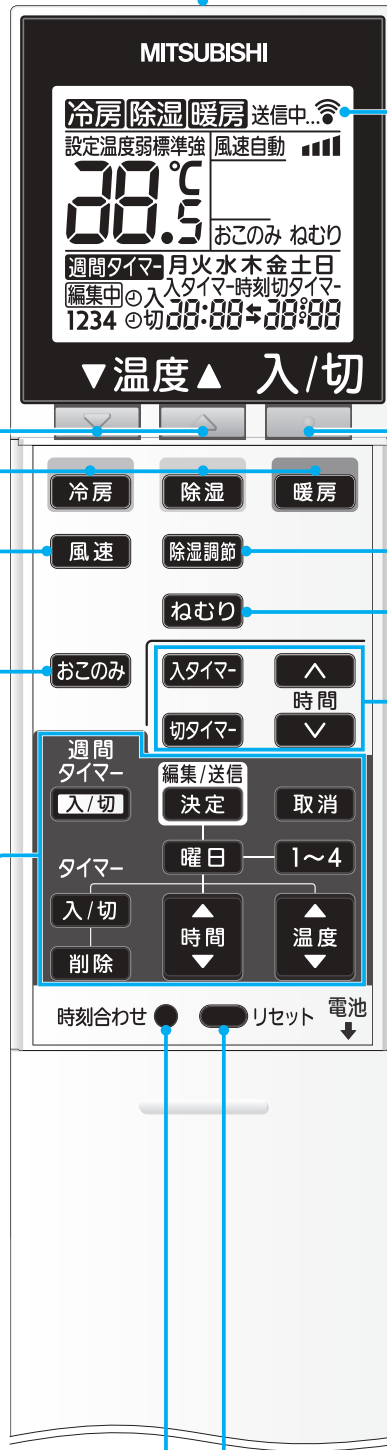 MITSUBISHI
冷房 除湿 暖房 送信中...
設定温度弱標準強 風速自動
88.5℃
おこのみ ねむり
週間タイマー 月火水木金土日
編集中 入 入タイマー時刻切タイマー
1234 切 88:88 ⇆ 88:88
▼温度▲ 入/切
冷房 除湿 暖房
風速 除湿調節
ねむり
おこのみ 入タイマー 時間
切タイマー
週間タイマー 編集/送信
入/切 決定 取消
曜日 1〜4
タイマー
入/切 時間 温度
削除
時刻合わせ リセット 電池